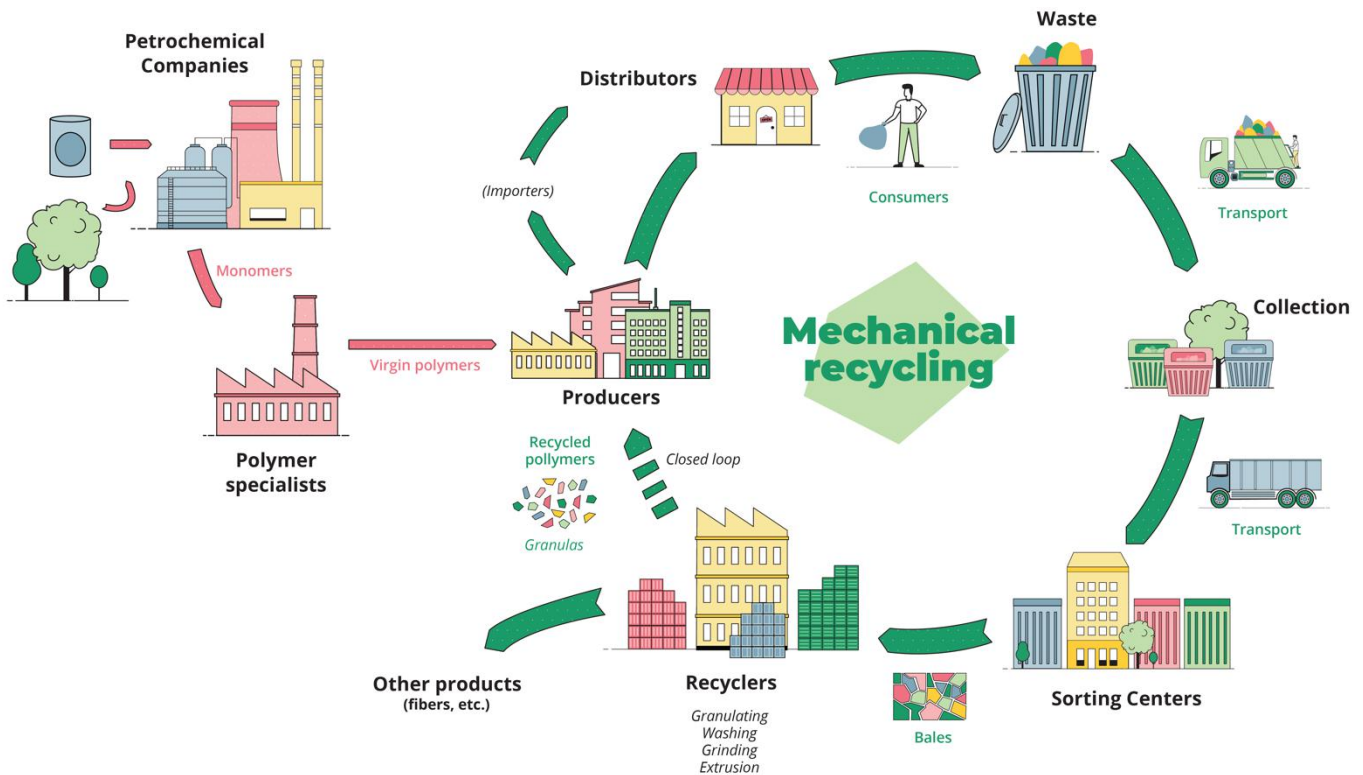 Petrochemical
Companies
Monomers
Polymer
specialists
Virgin polymers
(Importers)
Producers
Distributors
Consumers
Waste
Transport
Collection
Transport
Sorting Centers
Bales
Recyclers
Granulating
Washing
Grinding
Extrusion
Recycled
pollymers
Granulas
Closed loop
Other products
(fibers, etc.)
Mechanical
recycling